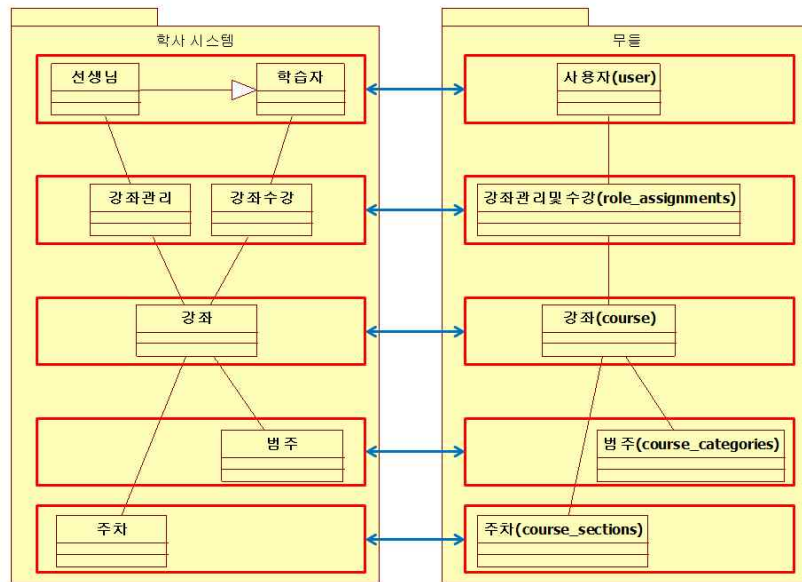 학사 시스템
무들
선생님
학습자
사용자(user)
강좌관리
강좌수강
강좌관리및수강(role_assignments)
강좌
강좌(course)
범주
범주(course_categories)
주차
주차(course_sections)